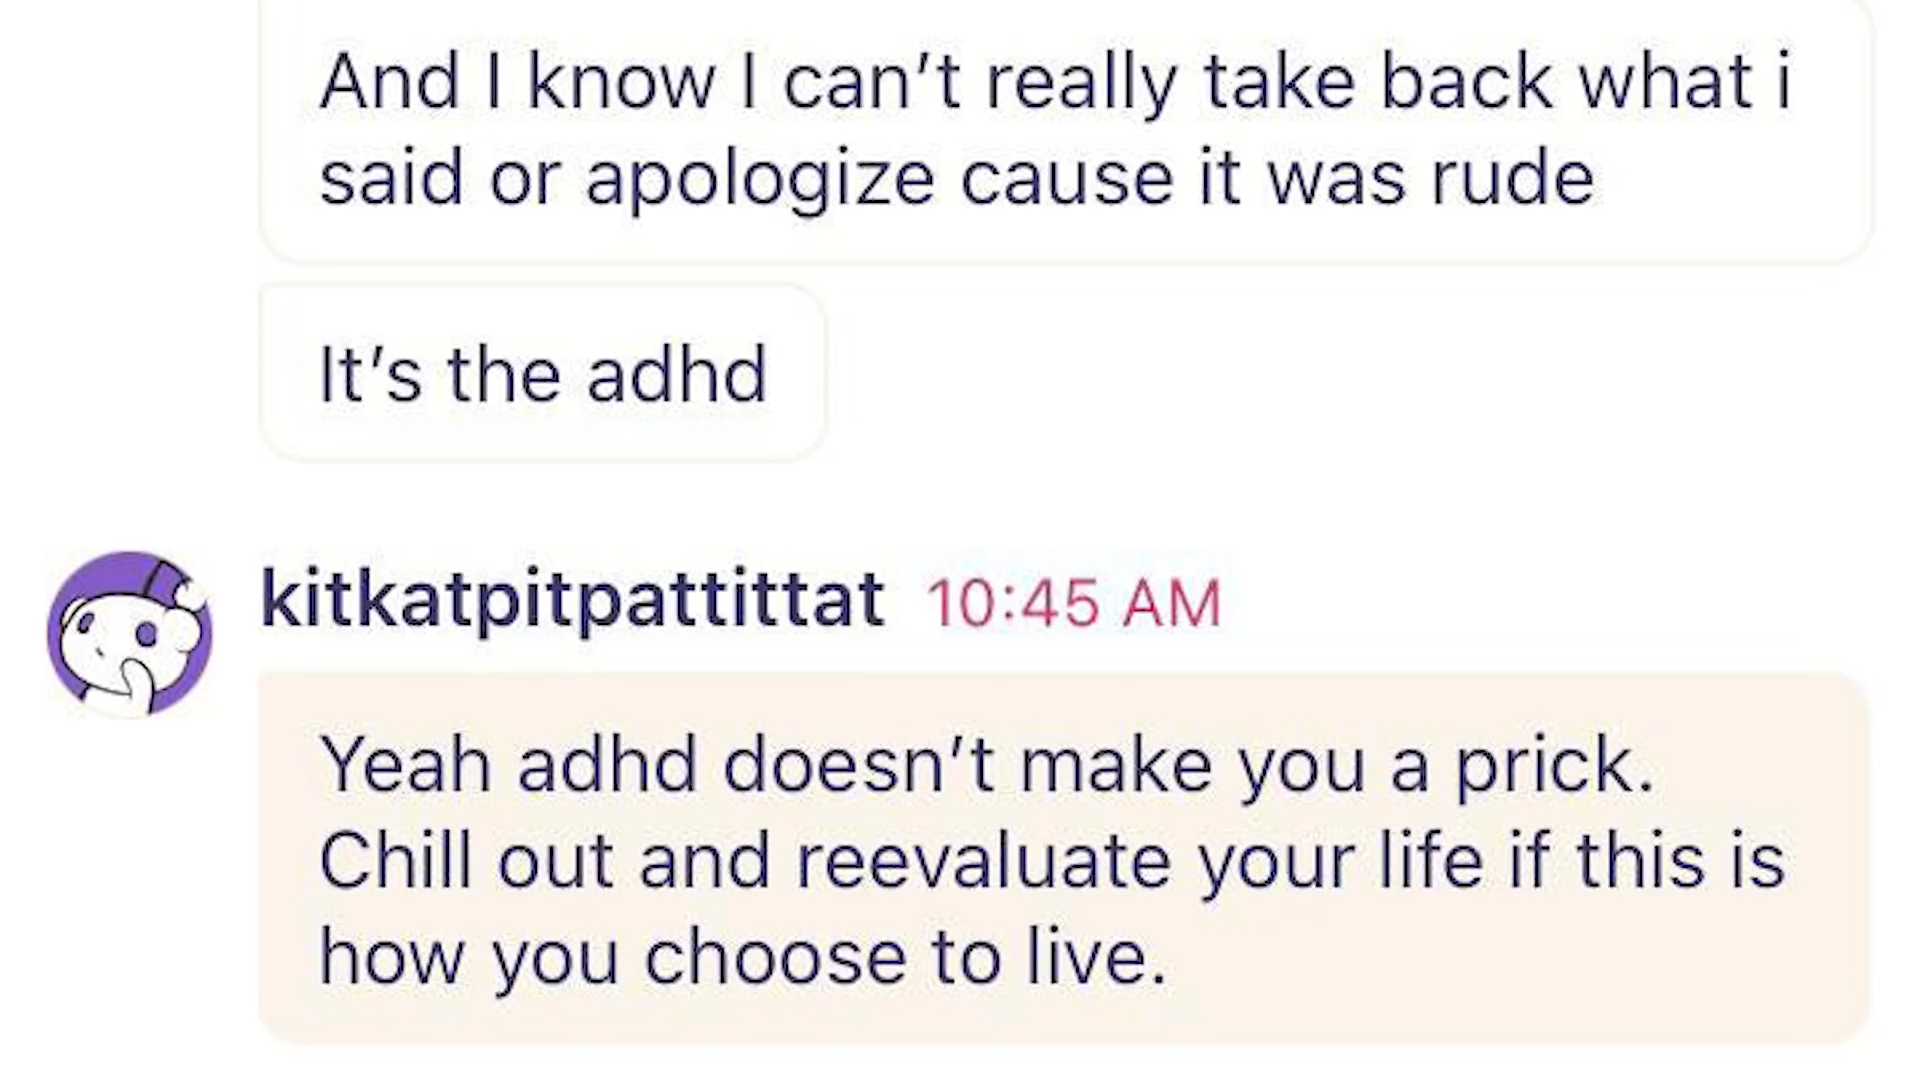 And I know I can’t really take back what i
said or apologize cause it was rude
It’s the adhd
kitkatpitpattittat 10:45 AM
Yeah adhd doesn’t make you a prick.
Chill out and reevaluate your life if this is
how you choose to live.